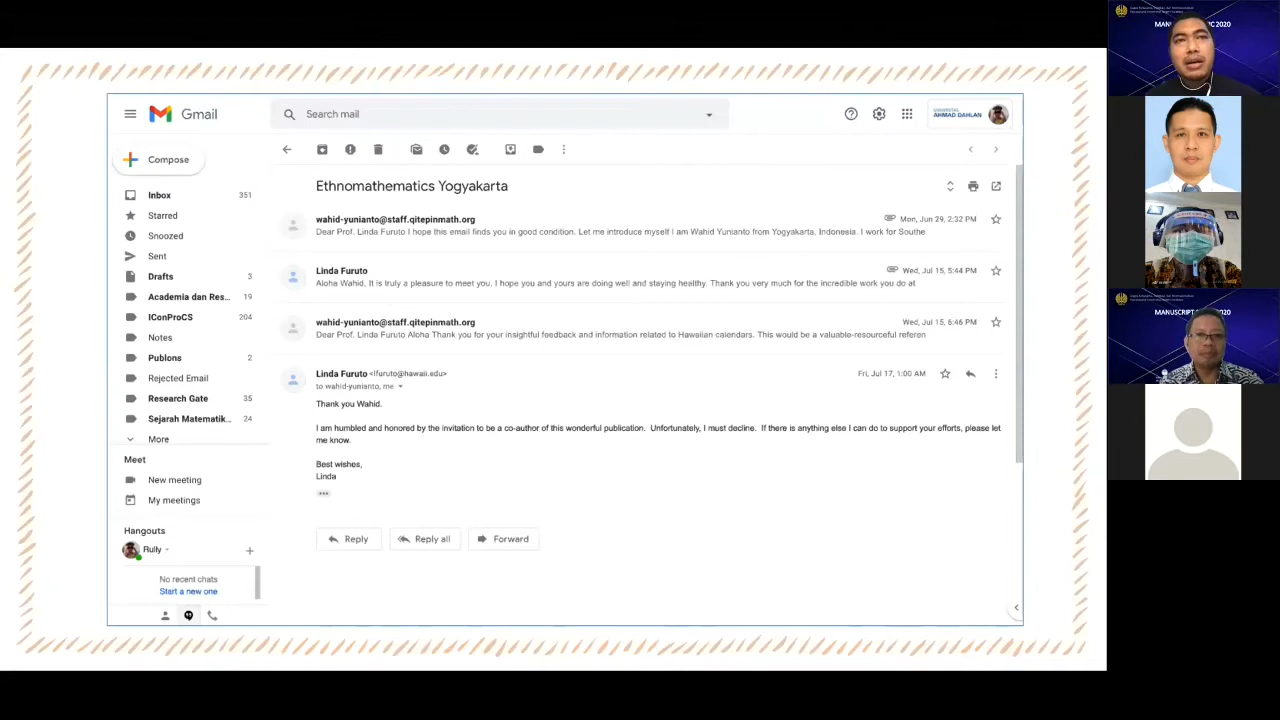 Gmail
Search mail
UNIVERSITAS
AHMAD DAHLAN
Compose
Inbox 351
Starred
Snoozed
Sent
Drafts 3
Academia dan Res... 19
IConProCS 204
Notes
Publons 2
Rejected Email
Research Gate 35
Sejarah Matematik... 24
More
Meet
New meeting
My meetings
Hangouts
Rully
No recent chats
Start a new one
Ethnomathematics Yogyakarta
wahid-yunianto@staff.qitepinmath.org Mon, Jun 29, 2:32 PM
Dear Prof. Linda Furuto I hope this email finds you in good condition. Let me introduce myself I am Wahid Yunianto from Yogyakarta, Indonesia. I work for Southe
Linda Furuto Wed, Jul 15, 5:44 PM
Aloha Wahid, It is truly a pleasure to meet you. I hope you and yours are doing well and staying healthy. Thank you very much for the incredible work you do at
wahid-yunianto@staff.qitepinmath.org Wed, Jul 15, 6:46 PM
Dear Prof. Linda Furuto Aloha Thank you for your insightful feedback and information related to Hawaiian calendars. This would be a valuable-resourceful referen
Linda Furuto <lfuruto@hawaii.edu> Fri, Jul 17, 1:00 AM
to wahid-yunianto, me
Thank you Wahid.
I am humbled and honored by the invitation to be a co-author of this wonderful publication. Unfortunately, I must decline. If there is anything else I can do to support your efforts, please let
me know.
Best wishes,
Linda
Reply
Reply all
Forward
2020
MANUSCRIPT
2020